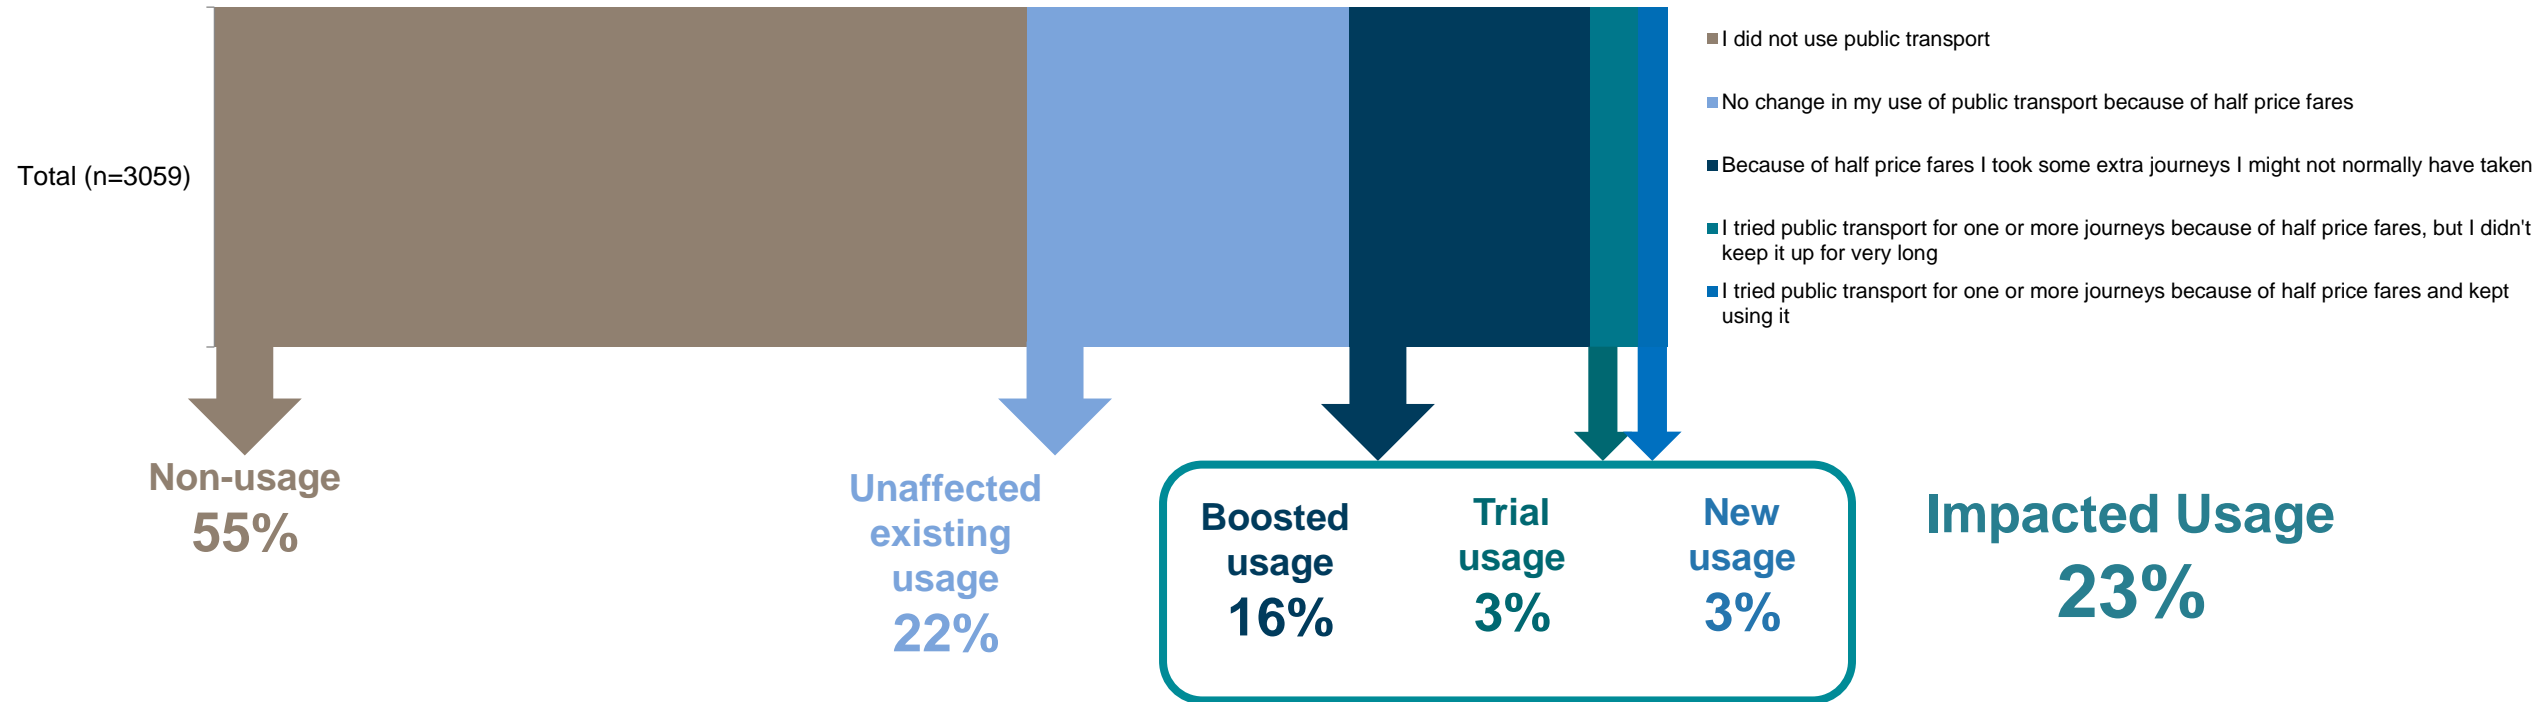 Total (n=3059)
I did not use public transport
No change in my use of public transport because of half price fares
Because of half price fares I took some extra journeys I might not normally have taken
I tried public transport for one or more journeys because of half price fares, but I didn't
keep it up for very long
I tried public transport for one or more journeys because of half price fares and kept
using it
Non-usage
55%
Unaffected
existing
usage
22%
Boosted
usage
16%
Trial
usage
3%
New
usage
3%
Impacted Usage
23%